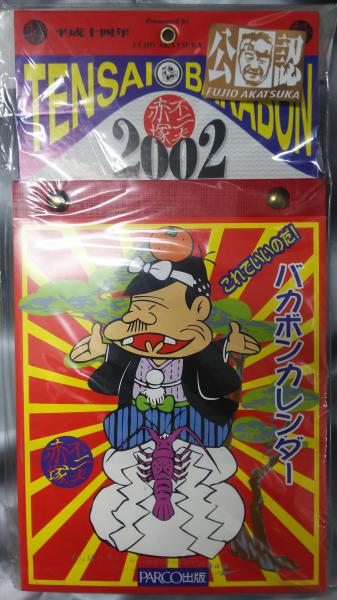 平成十四年
Presented by
FUJIO AKATSUKA
公認
FUJIO AKATSUKA
TENSAI BAKABON
赤塚不二夫
2002
これでいいのだ!
バカボンカレンダー
赤塚不二夫
PARCO出版